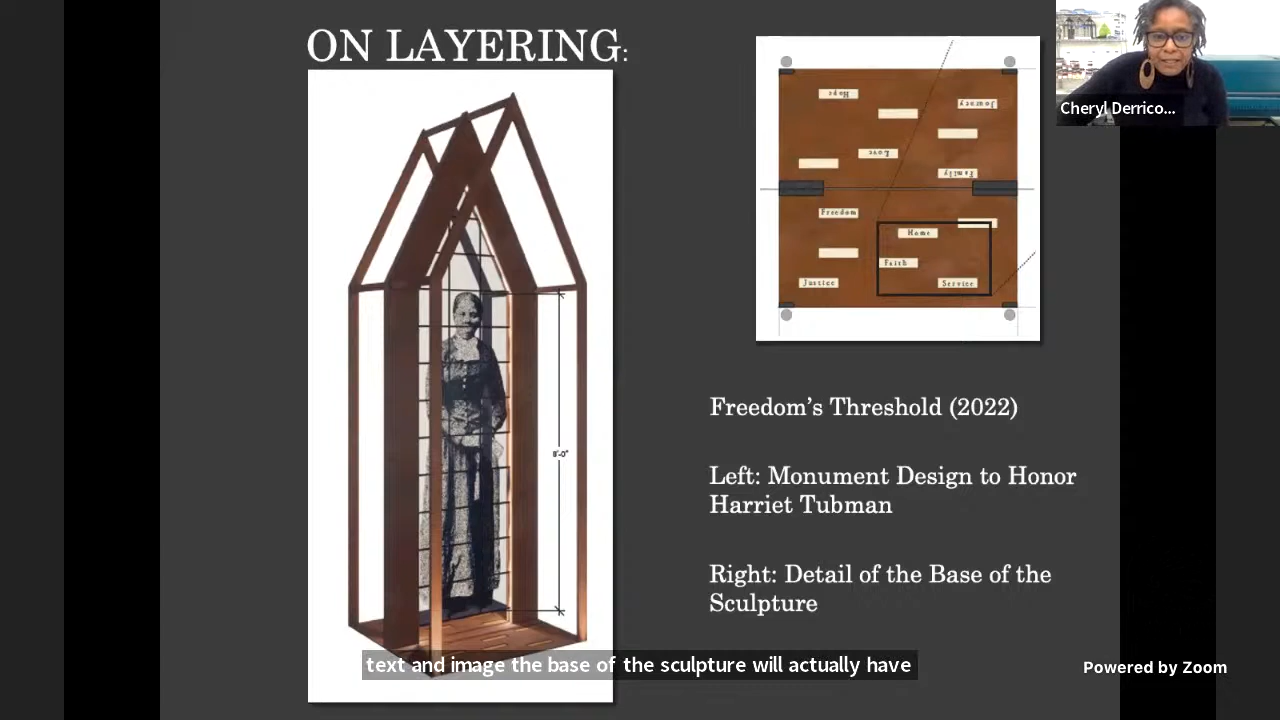 ON LAYERING:
Hope
Journey
Love
Family
Freedom
Home
Faith
Justice
Service
8'-0"
Cheryl Derrico...
Freedom's Threshold (2022)
Left: Monument Design to Honor
Harriet Tubman
Right: Detail of the Base of the
Sculpture
text and image the base of the sculpture will actually have
Powered by Zoom